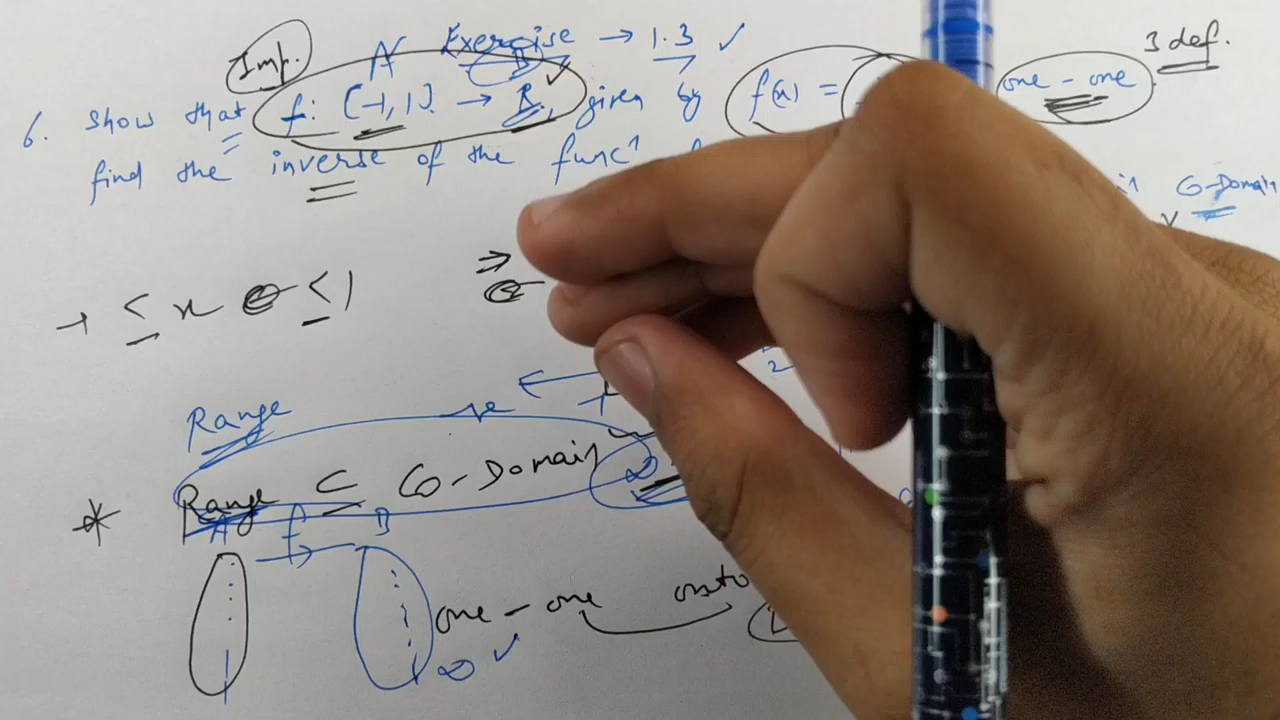 Imp. A Exercise → 1.3 ✓ 3 def.
6. Show that f: [-1, 1] → R, given by f(x) = one-one
find the inverse of the func
Co-Domain
-1 ≤ x ≤ 1
Range
-ve
* Range ⊂ Co-Domain
A f B
one-one onto
∞ ✓